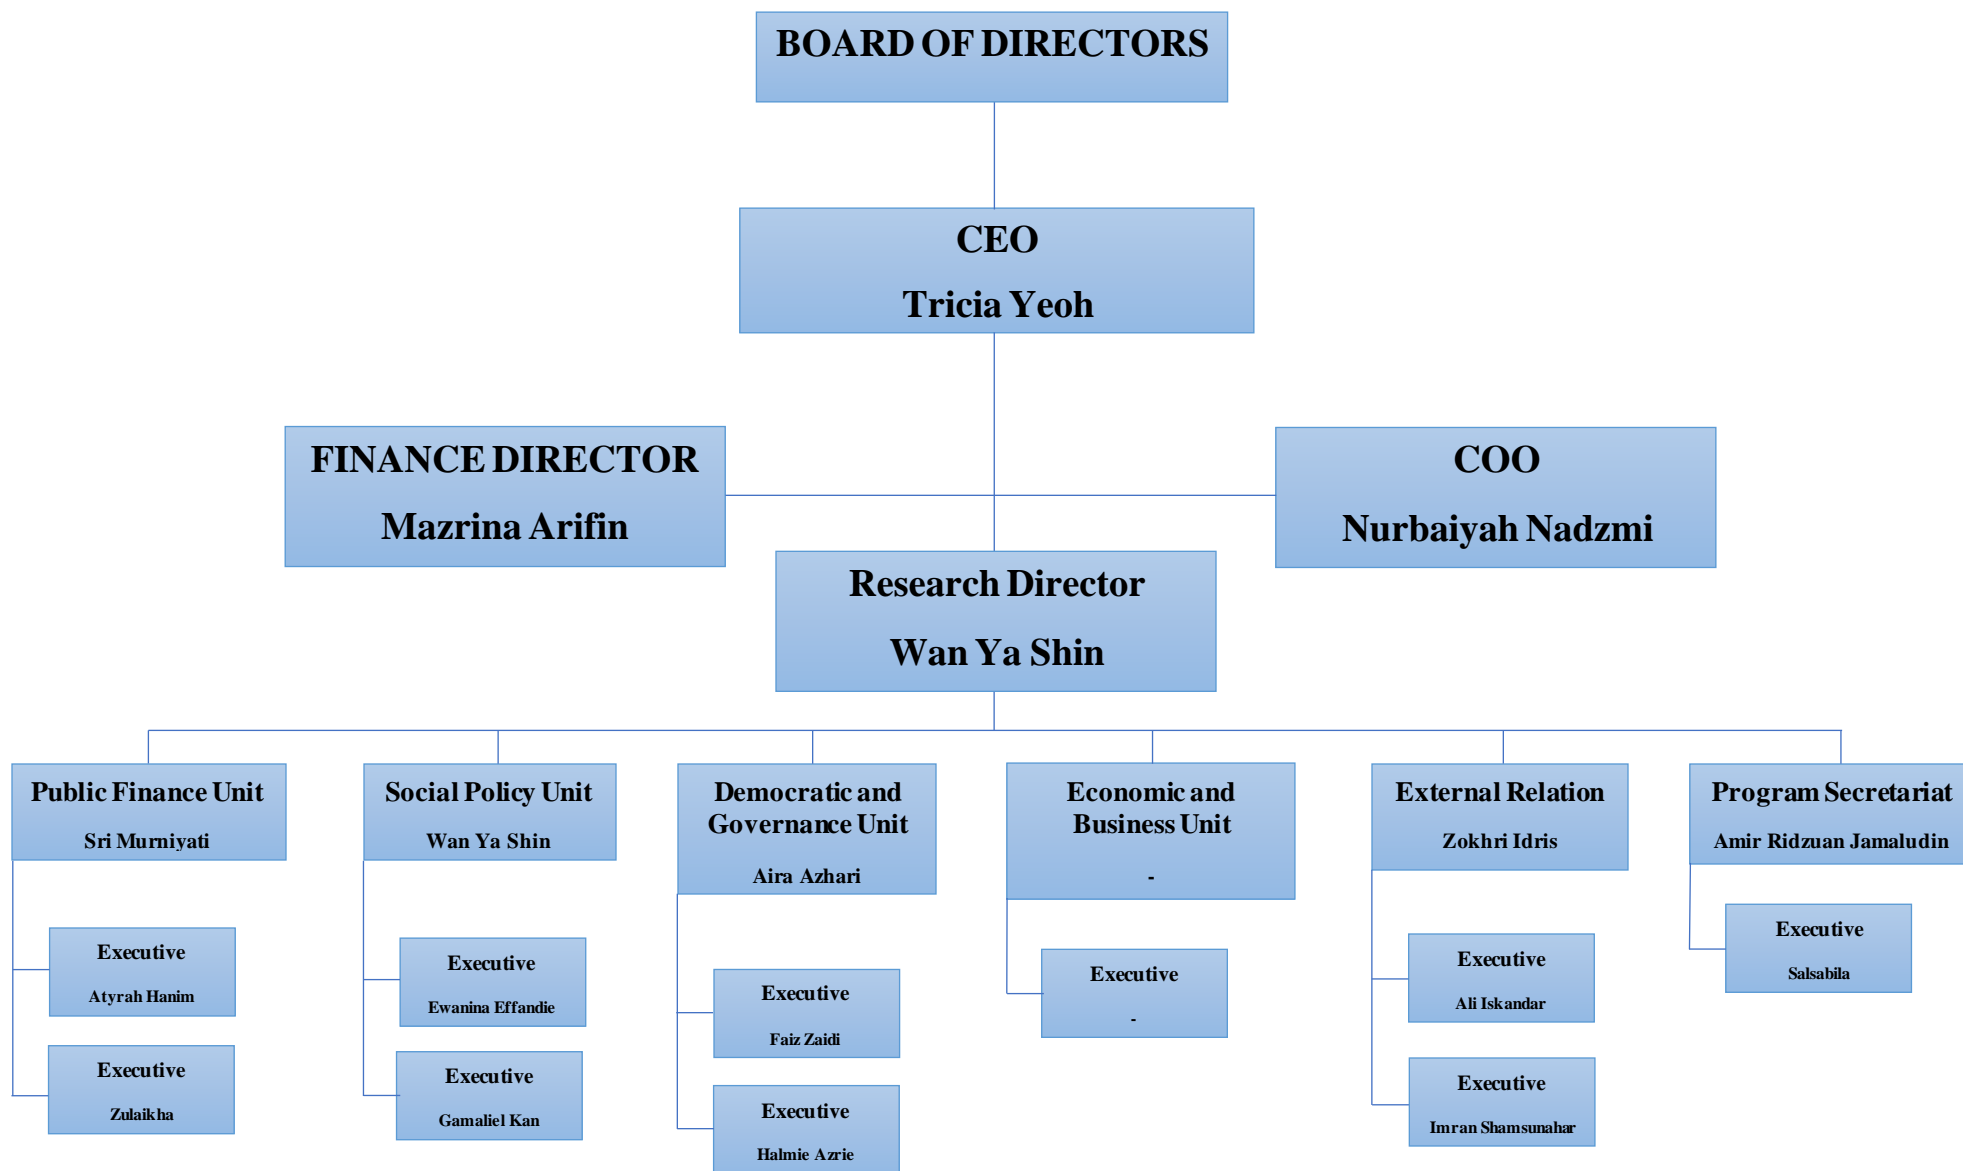 BOARD OF DIRECTORS
CEO
Tricia Yeoh
FINANCE DIRECTOR
Mazrina Arifin
COO
Nurbaiyah Nadzmi
Research Director
Wan Ya Shin
Public Finance Unit
Sri Murniyati
Social Policy Unit
Wan Ya Shin
Democratic and
Governance Unit
Aira Azhari
Economic and
Business Unit
-
External Relation
Zokhri Idris
Program Secretariat
Amir Ridzuan Jamaludin
Executive
Atyrah Hanim
Executive
Zulaikha
Executive
Ewanina Effandie
Executive
Gamaliel Kan
Executive
Faiz Zaidi
Executive
Halmie Azrie
Executive
-
Executive
Ali Iskandar
Executive
Imran Shamsunahar
Executive
Salsabila